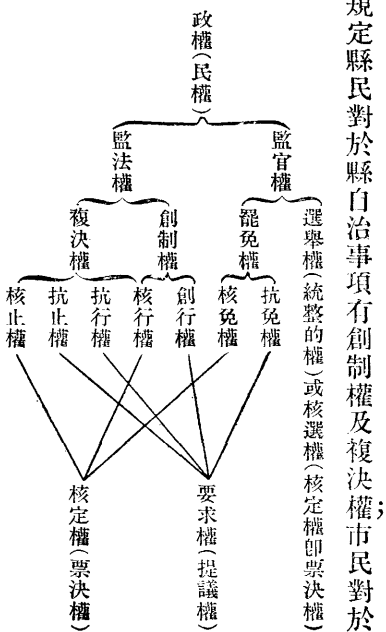 規定縣民對於縣自治事項有創制權及複決權；市民對於
政權（民權）
監官權
監法權
選舉權（統整的權）或核選權（核定權卽票決權）
罷免權
創制權
複決權
抗免權
核免權
創行權
核行權
抗行權
抗止權
核止權
要求權（提議權）
核定權（票決權）